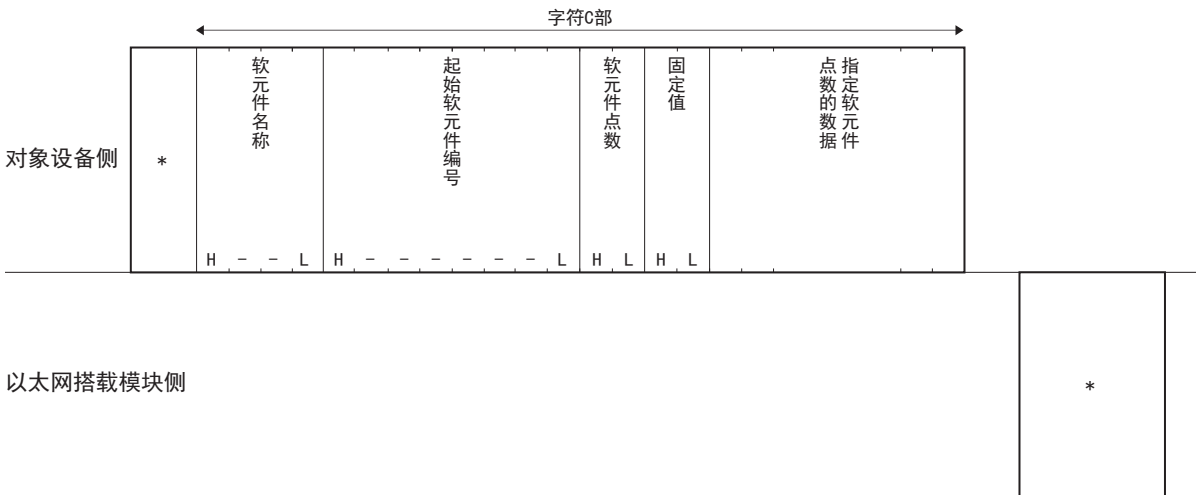 字符C部
对象设备侧
*
软元件名称
起始软元件编号
软元件点数
固定值
指定软元件
点数的数据
H - - L H - - - - - - L H L H L
以太网搭载模块侧
*